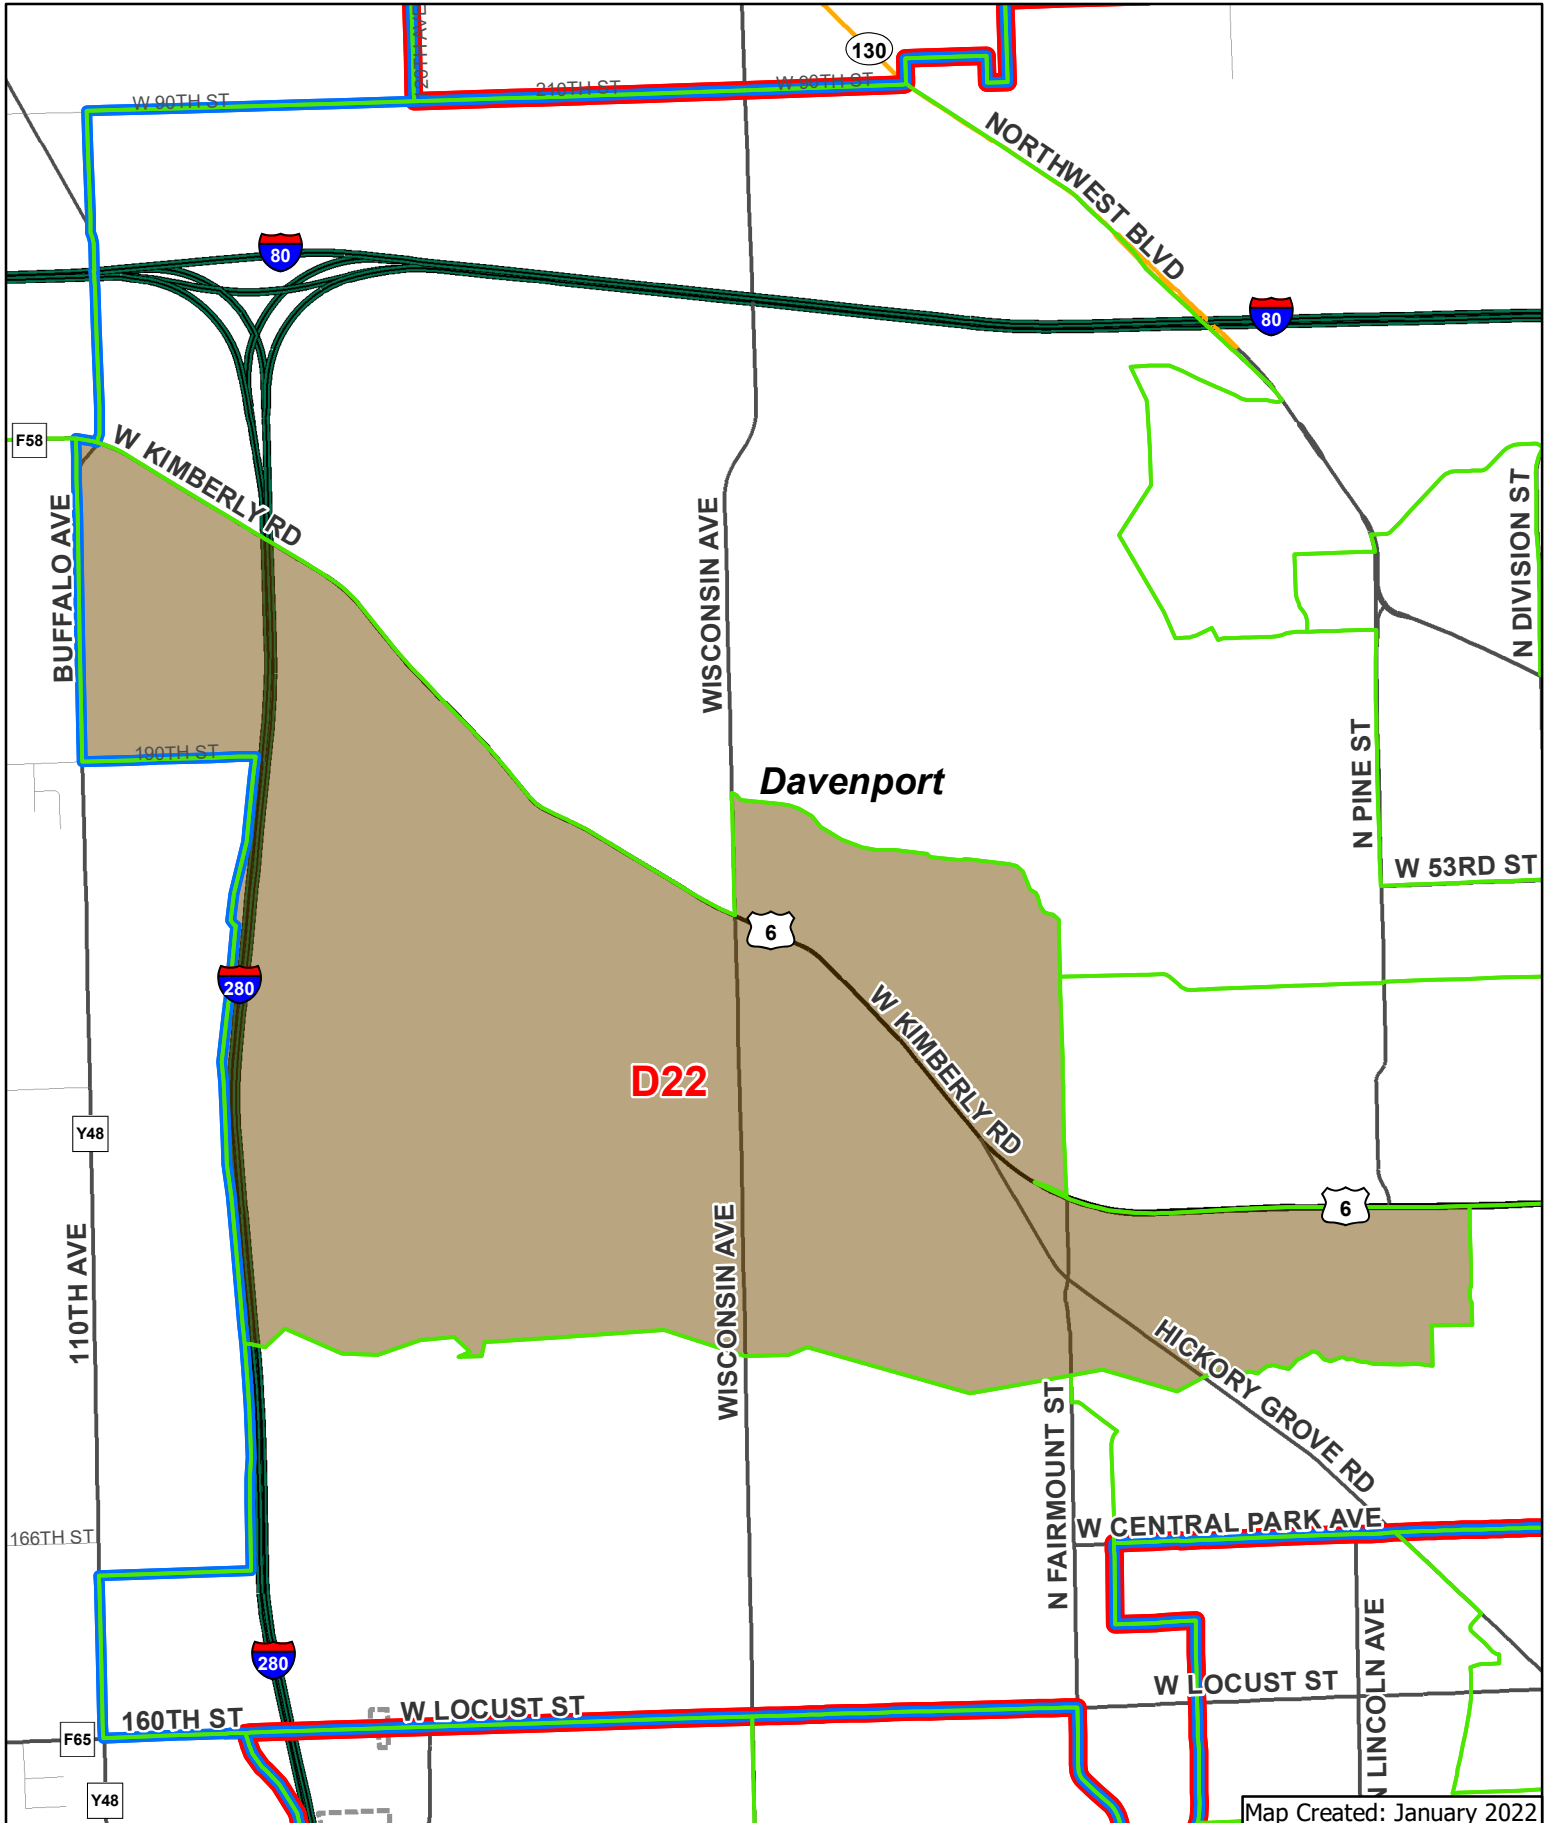 20TH AVE
130
W 90TH ST
210TH ST
W 90TH ST
NORTHWEST BLVD
80
80
F58
W KIMBERLY RD
BUFFALO AVE
WISCONSIN AVE
N DIVISION ST
190TH ST
Davenport
N PINE ST
W 53RD ST
6
280
W KIMBERLY RD
D22
Y48
6
110TH AVE
WISCONSIN AVE
HICKORY GROVE RD
N FAIRMOUNT ST
166TH ST
W CENTRAL PARK AVE
280
N LINCOLN AVE
W LOCUST ST
160TH ST
W LOCUST ST
F65
Y48
Map Created: January 2022